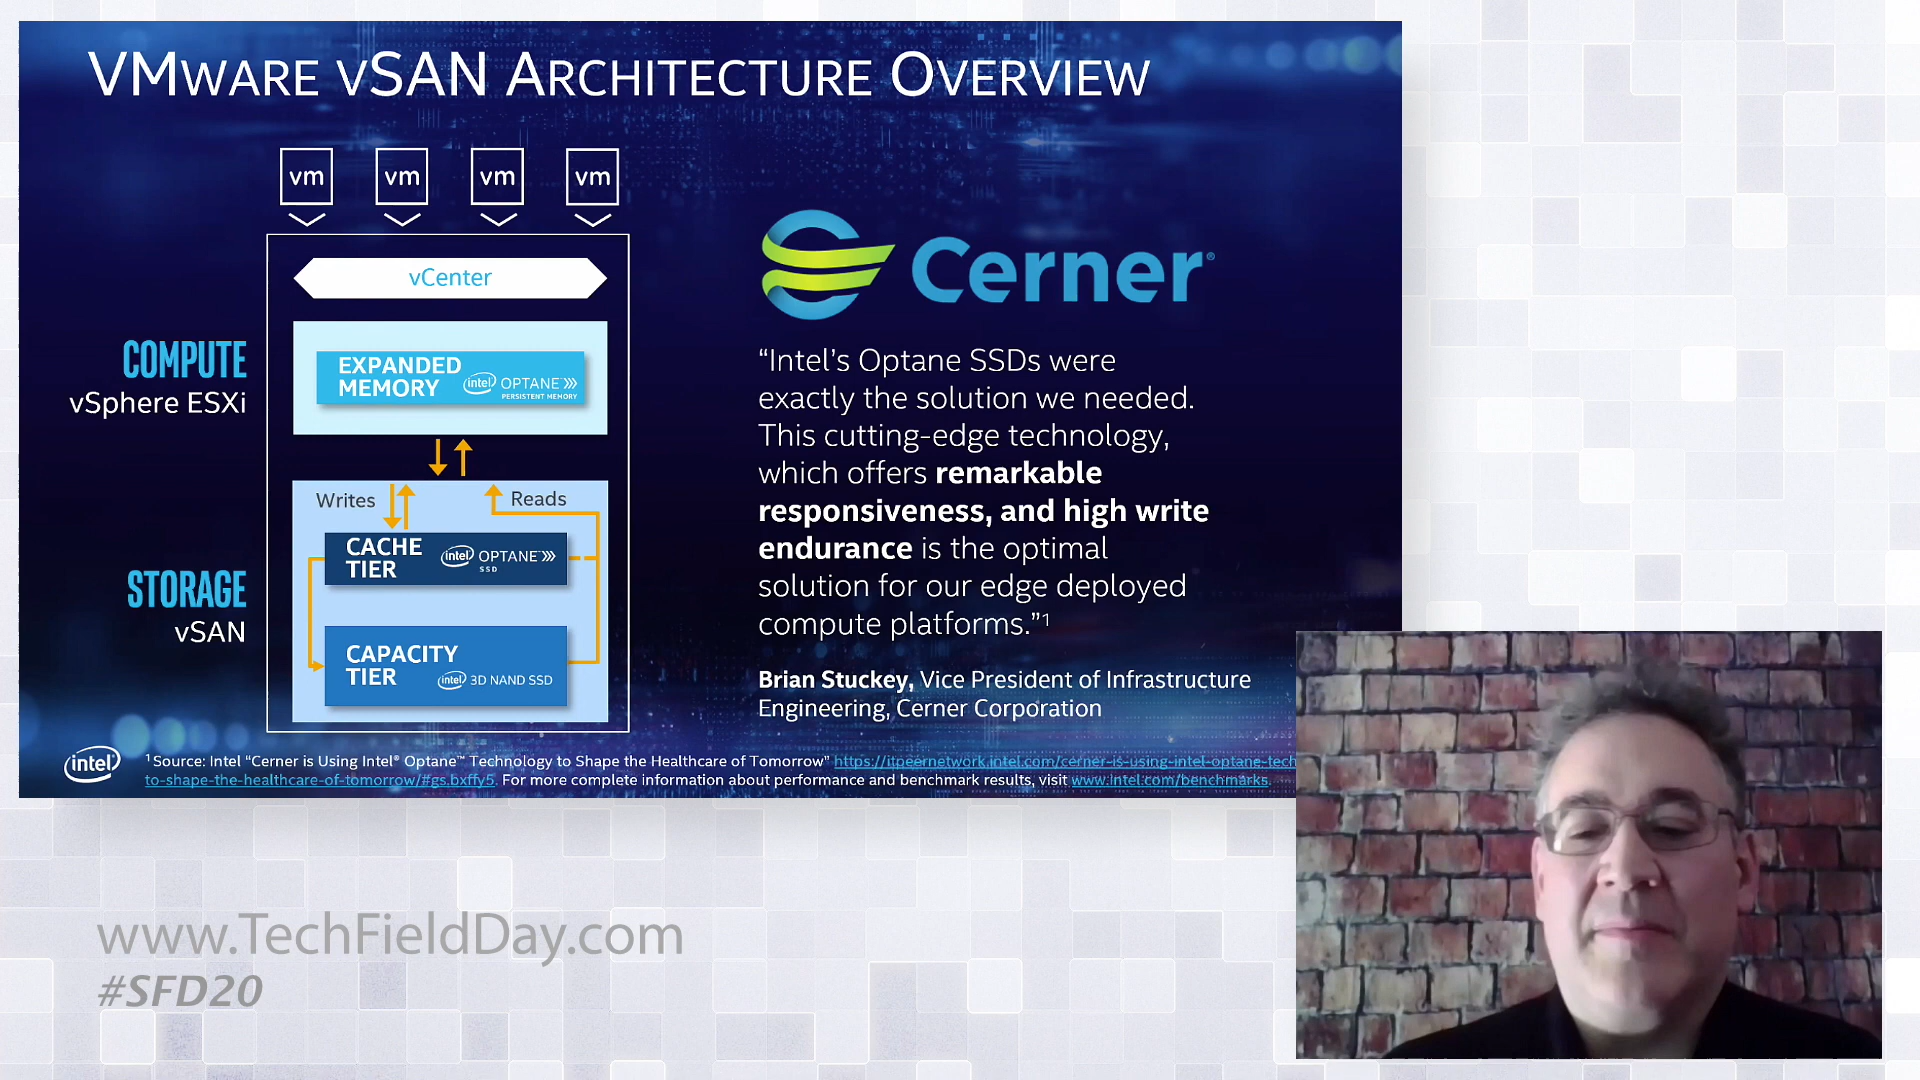 VMWARE VSAN ARCHITECTURE OVERVIEW
vm vm vm vm
vCenter
COMPUTE
vSphere ESXi
EXPANDED
MEMORY
intel OPTANE
PERSISTENT MEMORY
Writes
Reads
CACHE
TIER
intel OPTANE™
SSD
STORAGE
vSAN
CAPACITY
TIER
intel 3D NAND SSD
Cerner®
“Intel’s Optane SSDs were
exactly the solution we needed.
This cutting-edge technology,
which offers remarkable
responsiveness, and high write
endurance is the optimal
solution for our edge deployed
compute platforms.”¹
Brian Stuckey, Vice President of Infrastructure
Engineering, Cerner Corporation
intel
¹ Source: Intel “Cerner is Using Intel® Optane™ Technology to Shape the Healthcare of Tomorrow” https://itpeernetwork.intel.com/cerner-is-using-intel-optane-tech
to-shape-the-healthcare-of-tomorrow/#gs.bxffy5. For more complete information about performance and benchmark results, visit www.intel.com/benchmarks.
www.TechFieldDay.com
#SFD20